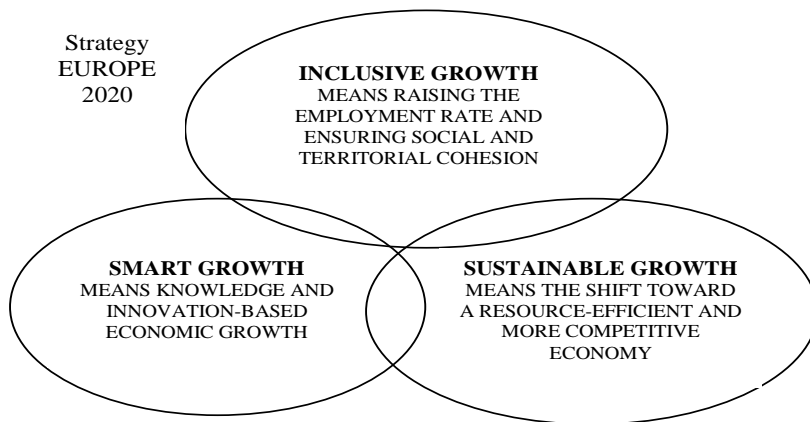 Strategy
EUROPE
2020
INCLUSIVE GROWTH
MEANS RAISING THE
EMPLOYMENT RATE AND
ENSURING SOCIAL AND
TERRITORIAL COHESION
SMART GROWTH
MEANS KNOWLEDGE AND
INNOVATION-BASED
ECONOMIC GROWTH
SUSTAINABLE GROWTH
MEANS THE SHIFT TOWARD
A RESOURCE-EFFICIENT AND
MORE COMPETITIVE
ECONOMY